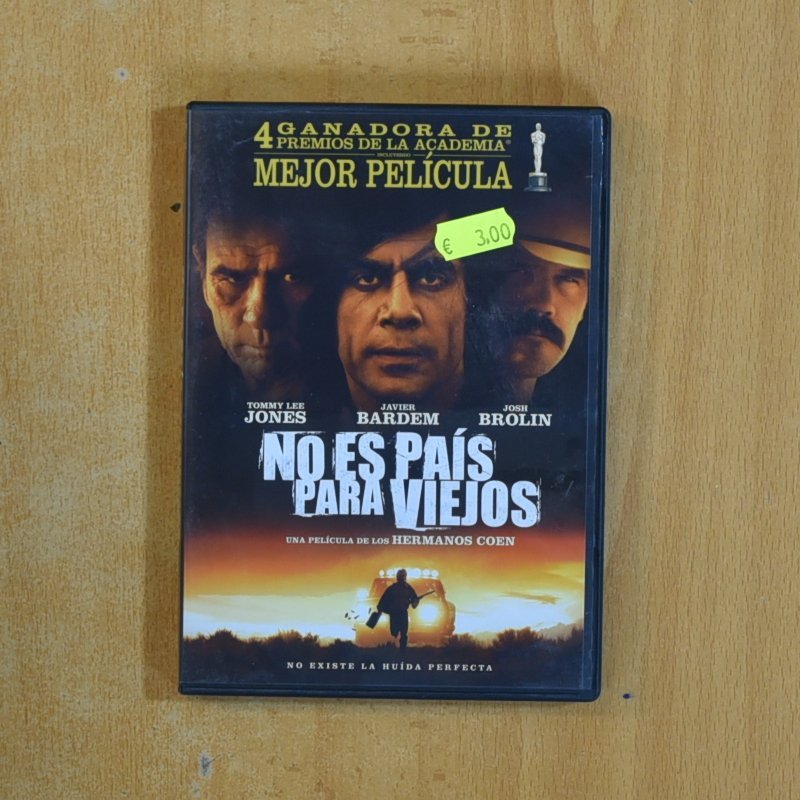 4 GANADORA DE
PREMIOS DE LA ACADEMIA®
INCLUYENDO
MEJOR PELÍCULA
€ 3.00
TOMMY LEE JONES
JAVIER BARDEM
JOSH BROLIN
NO ES PAÍS
PARA VIEJOS
UNA PELÍCULA DE LOS HERMANOS COEN
NO EXISTE LA HUÍDA PERFECTA